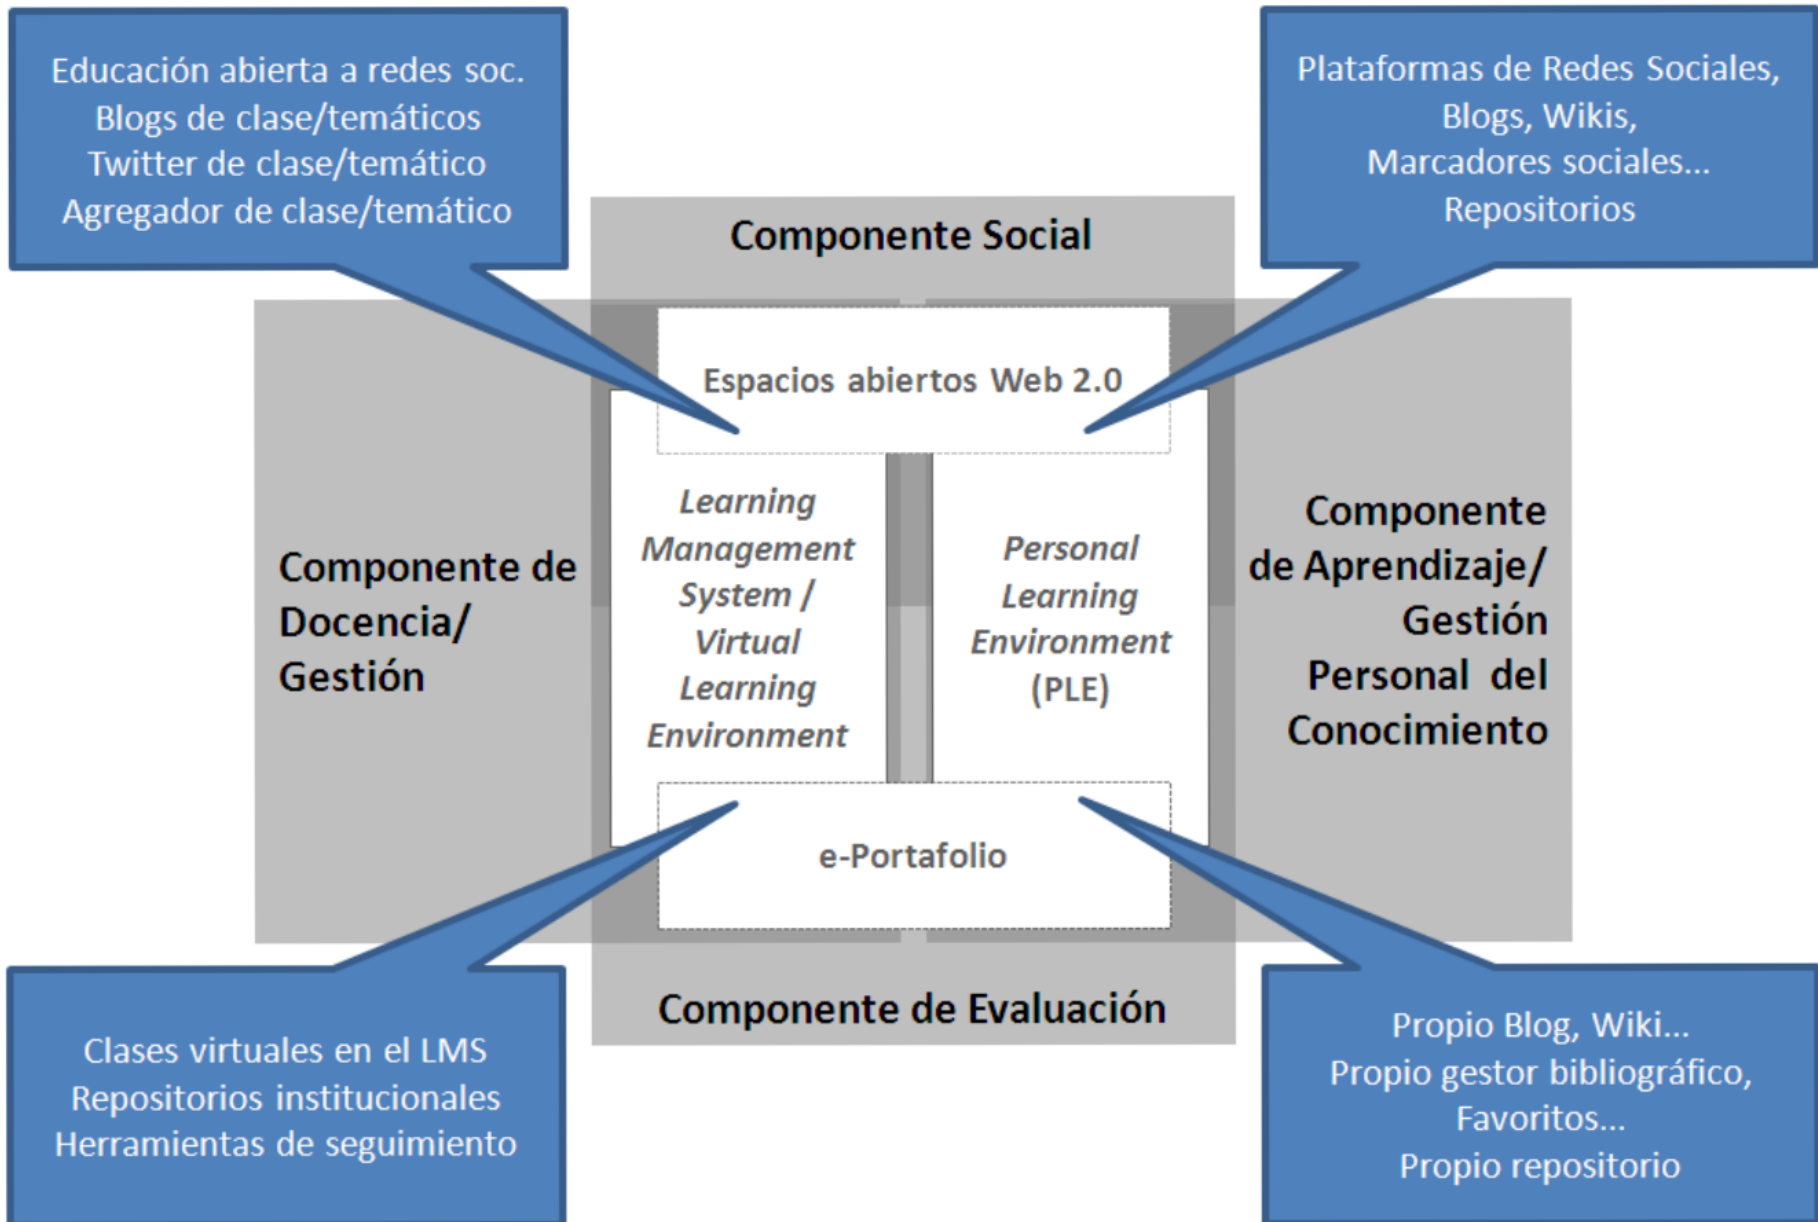 Educación abierta a redes soc.
Blogs de clase/temáticos
Twitter de clase/temático
Agregador de clase/temático
Plataformas de Redes Sociales,
Blogs, Wikis,
Marcadores sociales...
Repositorios
Componente Social
Espacios abiertos Web 2.0
Componente de
Docencia/
Gestión
Learning
Management
System /
Virtual
Learning
Environment
Personal
Learning
Environment
(PLE)
Componente
de Aprendizaje/
Gestión
Personal del
Conocimiento
e-Portafolio
Componente de Evaluación
Clases virtuales en el LMS
Repositorios institucionales
Herramientas de seguimiento
Propio Blog, Wiki...
Propio gestor bibliográfico,
Favoritos...
Propio repositorio